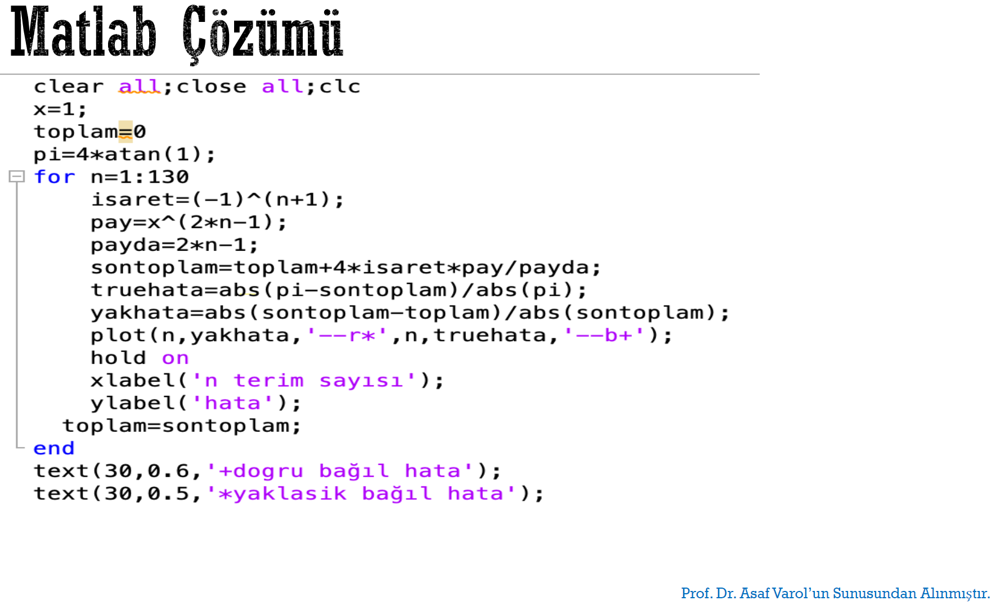 Matlab Çözümü
clear all;close all;clc
x=1;
toplam=0
pi=4*atan(1);
for n=1:130
    isaret=(-1)^(n+1);
    pay=x^(2*n-1);
    payda=2*n-1;
    sontoplam=toplam+4*isaret*pay/payda;
    truehata=abs(pi-sontoplam)/abs(pi);
    yakhata=abs(sontoplam-toplam)/abs(sontoplam);
    plot(n,yakhata,'--r*',n,truehata,'--b+');
    hold on
    xlabel('n terim sayısı');
    ylabel('hata');
  toplam=sontoplam;
end
text(30,0.6,'+dogru bağıl hata');
text(30,0.5,'*yaklasik bağıl hata');
Prof. Dr. Asaf Varol’un Sunusundan Alınmıştır.